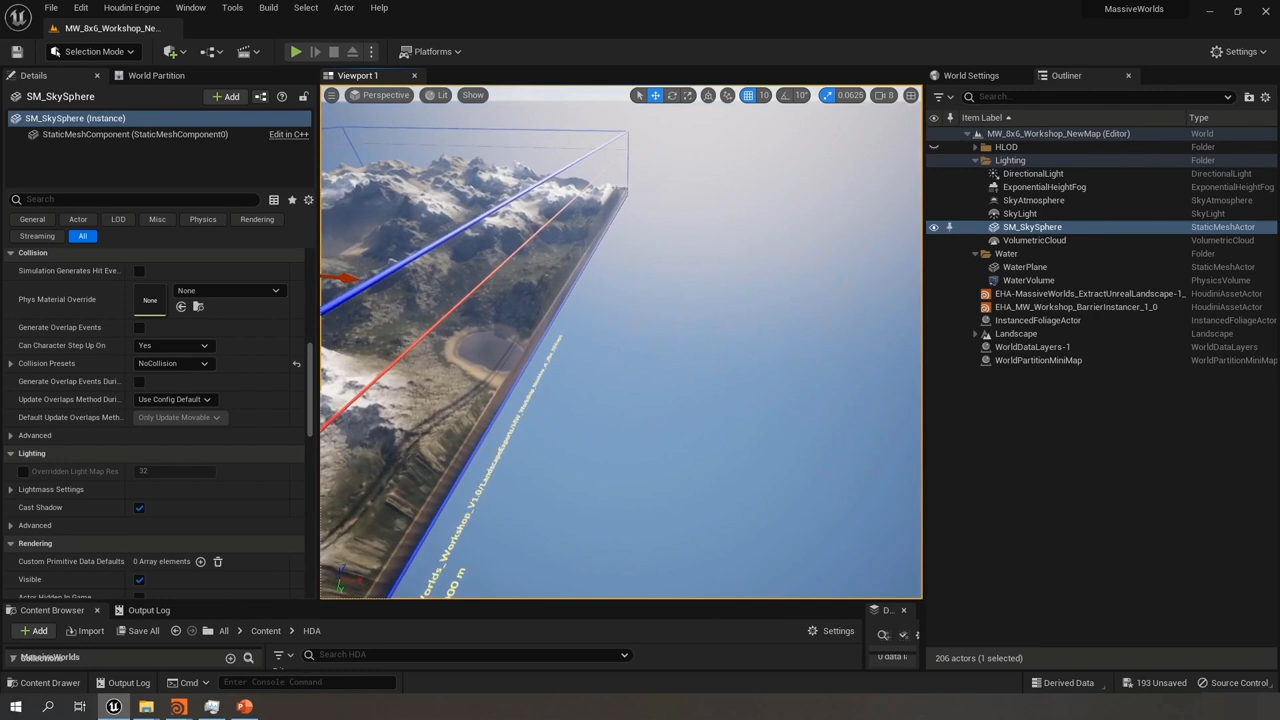 File Edit Houdini Engine Window Tools Build Select Actor Help
MassiveWorlds
MW_8x6_Workshop_Ne...
Selection Mode
Platforms
Settings
Details
World Partition
Viewport 1
World Settings
Outliner
SM_SkySphere
Add
Perspective
Lit
Show
10
10°
0.0625
8
Search...
SM_SkySphere (Instance)
StaticMeshComponent (StaticMeshComponent0)
Edit in C++
Item Label
Type
MW_8x6_Workshop_NewMap (Editor)
World
HLOD
Folder
Lighting
Folder
DirectionalLight
DirectionalLight
ExponentialHeightFog
ExponentialHeightFog
SkyAtmosphere
SkyAtmosphere
SkyLight
SkyLight
SM_SkySphere
StaticMeshActor
VolumetricCloud
VolumetricCloud
Water
Folder
WaterPlane
StaticMeshActor
WaterVolume
PhysicsVolume
EHA-MassiveWorlds_ExtractUnrealLandscape-1_
HoudiniAssetActor
EHA_MW_Workshop_BarrierInstancer_1_0
HoudiniAssetActor
InstancedFoliageActor
InstancedFoliageActor
Landscape
Landscape
WorldDataLayers-1
WorldDataLayers
WorldPartitionMiniMap
WorldPartitionMiniMap
Search
General
Actor
LOD
Misc
Physics
Rendering
Streaming
All
Collision
Simulation Generates Hit Eve...
Phys Material Override
None
None
Generate Overlap Events
Can Character Step Up On
Yes
Collision Presets
NoCollision
Generate Overlap Events Duri...
Update Overlaps Method Duri...
Use Config Default
Default Update Overlaps Meth...
Only Update Movable
Advanced
Lighting
Overridden Light Map Res
32
Lightmass Settings
Cast Shadow
Advanced
Rendering
Custom Primitive Data Defaults
0 Array elements
Visible
Actor Hidden In Game
Content Browser
Output Log
D...
Add
Import
Save All
All
Content
HDA
Settings
MassiveWorlds
Search HDA
206 actors (1 selected)
Content Drawer
Output Log
Cmd
Enter Console Command
Derived Data
193 Unsaved
Source Control